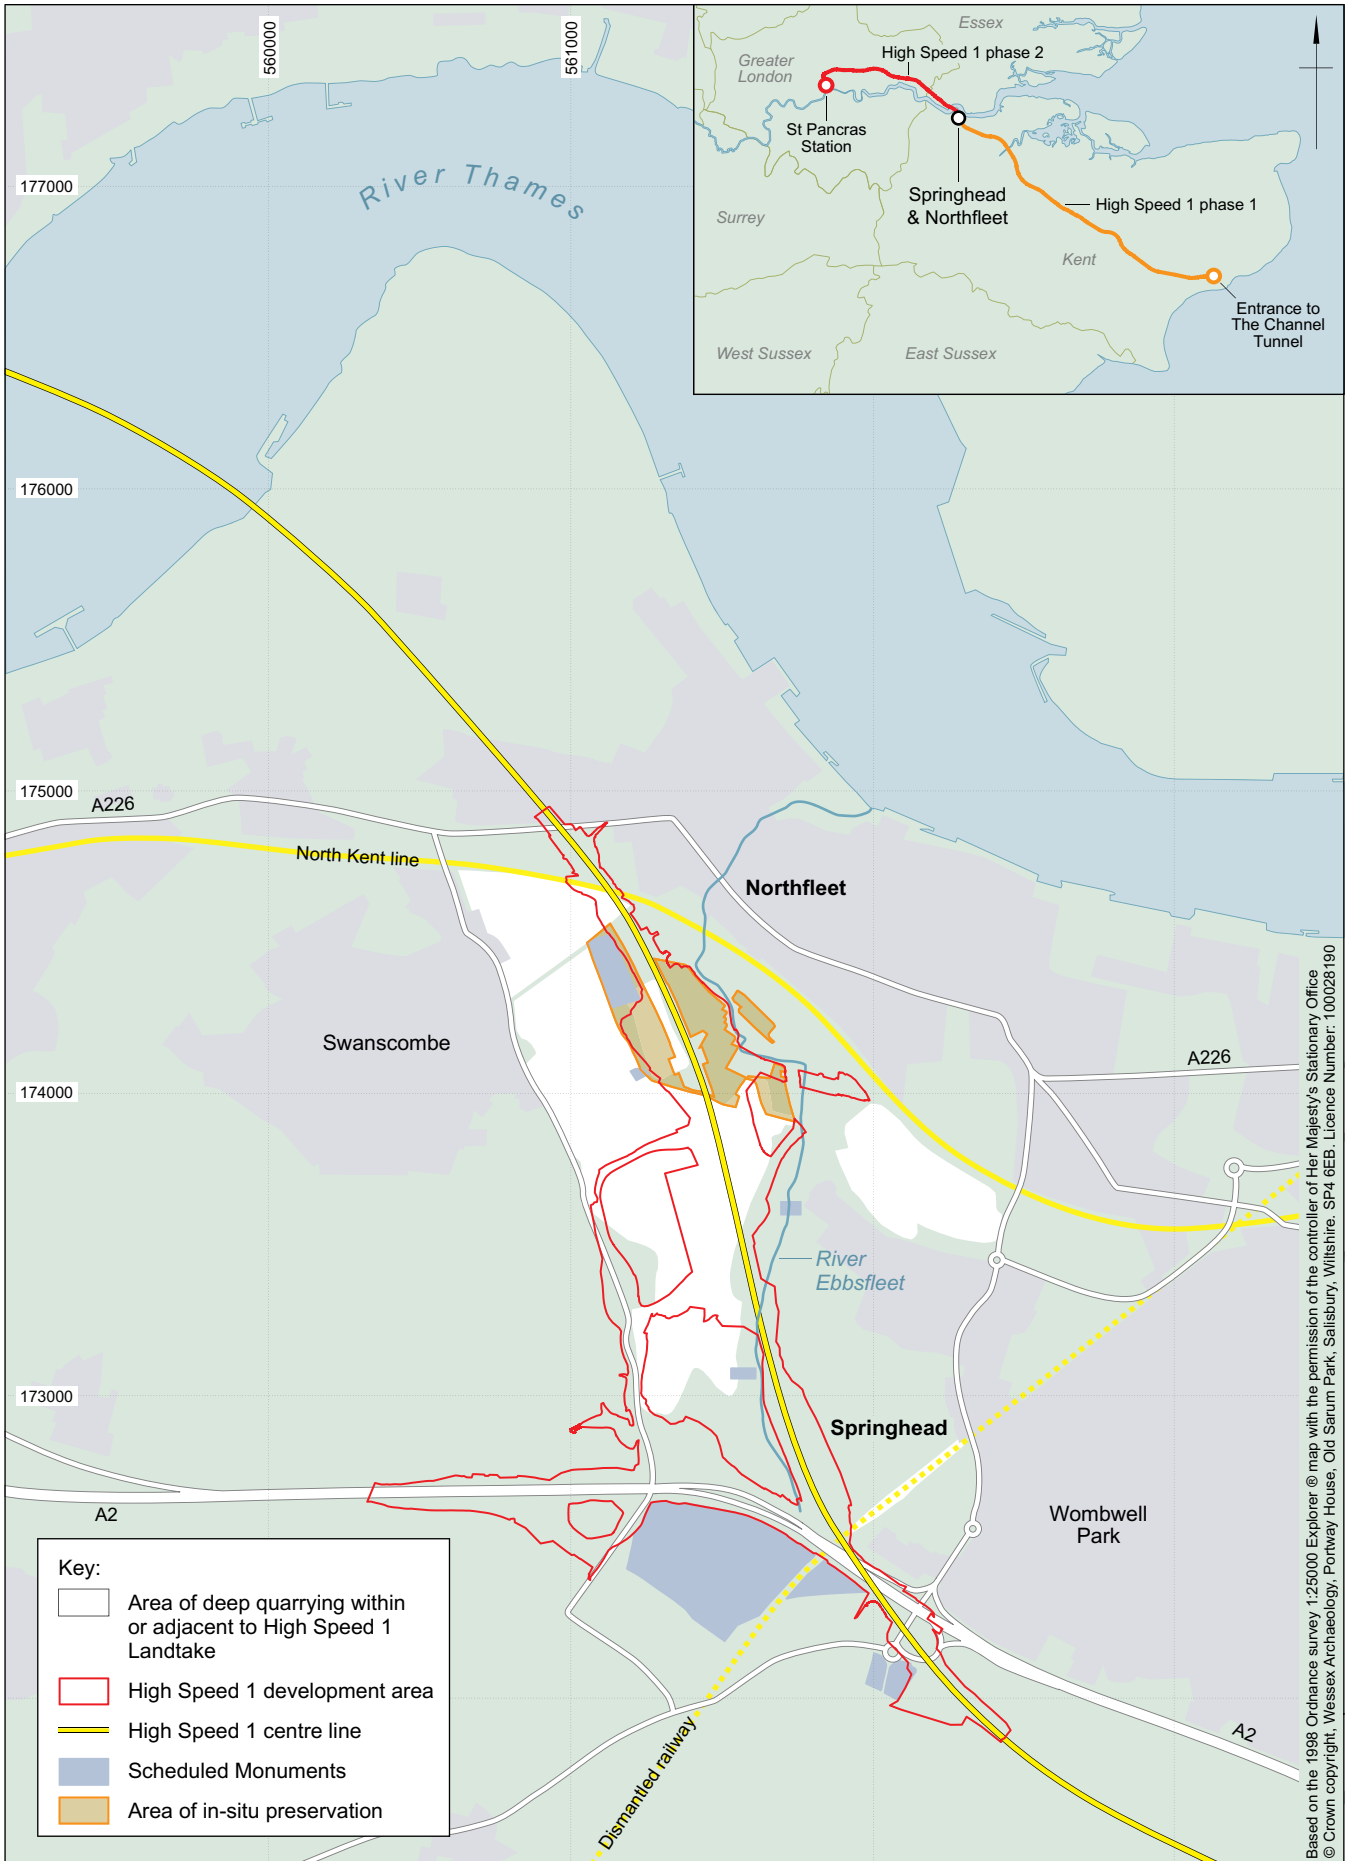 560000
561000
Essex
Greater
London
High Speed 1 phase 2
St Pancras
Station
Springhead
& Northfleet
High Speed 1 phase 1
Surrey
Kent
Entrance to
The Channel
Tunnel
West Sussex
East Sussex
River Thames
177000
176000
175000
A226
North Kent line
Northfleet
Swanscombe
A226
174000
River
Ebbsfleet
173000
Springhead
A2
Wombwell
Park
A2
Dismantled railway
Key:
Area of deep quarrying within
or adjacent to High Speed 1
Landtake
High Speed 1 development area
High Speed 1 centre line
Scheduled Monuments
Area of in-situ preservation
Based on the 1998 Ordnance survey 1:25000 Explorer ® map with the permission of the controller of Her Majesty's Stationary Office
© Crown copyright, Wessex Archaeology, Portway House, Old Sarum Park, Salisbury, Wiltshire. SP4 6EB. Licence Number: 100028190